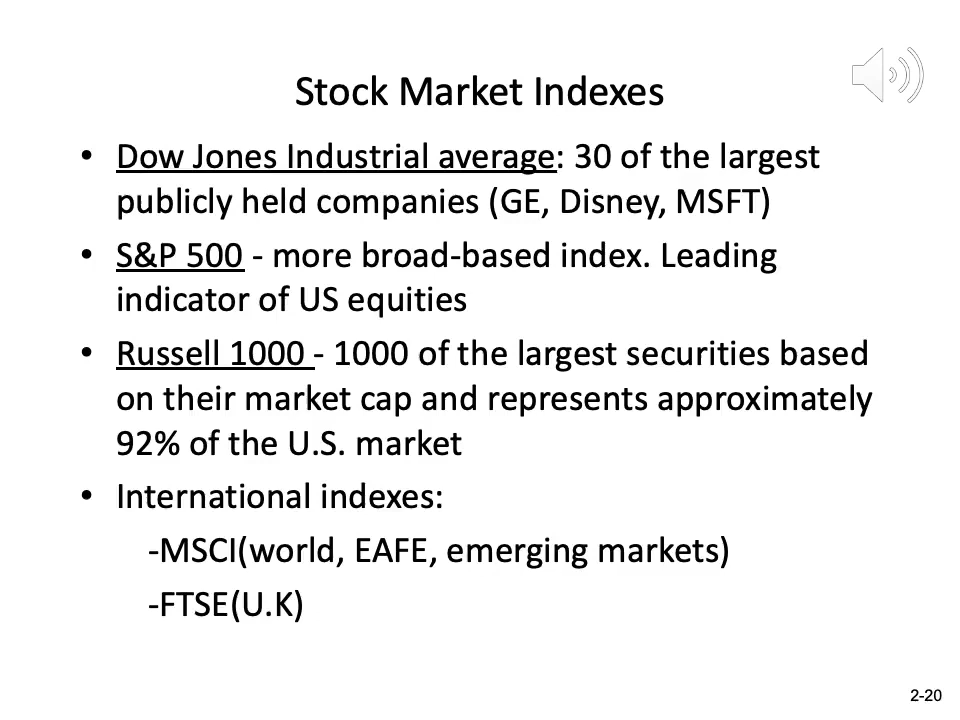 Stock Market Indexes
• Dow Jones Industrial average: 30 of the largest
publicly held companies (GE, Disney, MSFT)
• S&P 500 - more broad-based index. Leading
indicator of US equities
• Russell 1000 - 1000 of the largest securities based
on their market cap and represents approximately
92% of the U.S. market
• International indexes:
-MSCI(world, EAFE, emerging markets)
-FTSE(U.K)
2-20